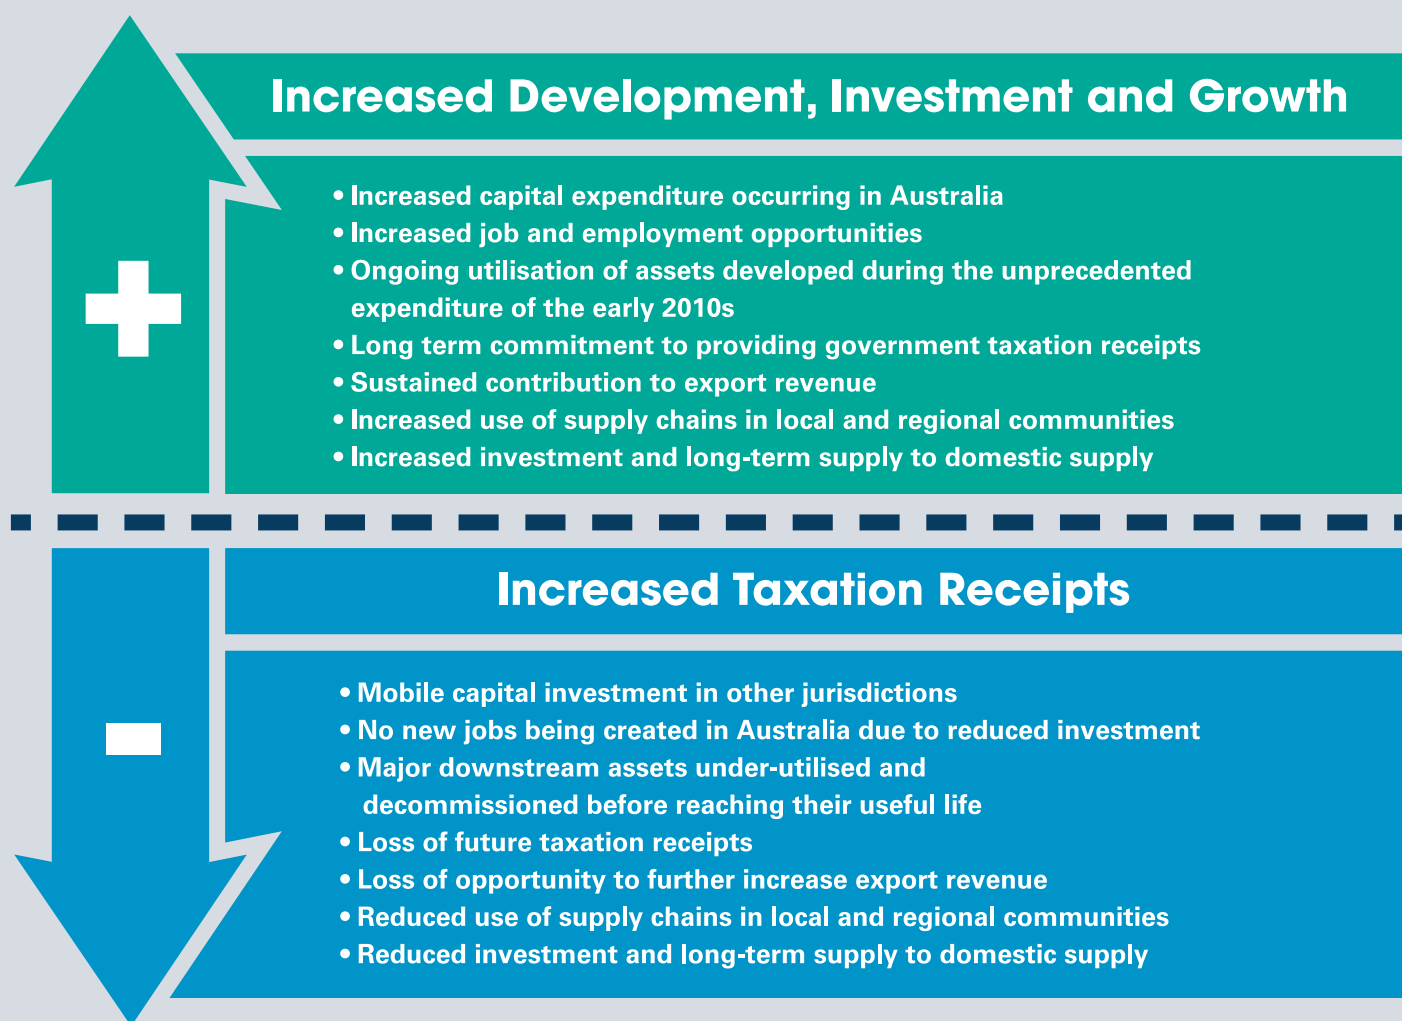 Increased Development, Investment and Growth
• Increased capital expenditure occurring in Australia
• Increased job and employment opportunities
• Ongoing utilisation of assets developed during the unprecedented
expenditure of the early 2010s
• Long term commitment to providing government taxation receipts
• Sustained contribution to export revenue
• Increased use of supply chains in local and regional communities
• Increased investment and long-term supply to domestic supply
Increased Taxation Receipts
• Mobile capital investment in other jurisdictions
• No new jobs being created in Australia due to reduced investment
• Major downstream assets under-utilised and
decommissioned before reaching their useful life
• Loss of future taxation receipts
• Loss of opportunity to further increase export revenue
• Reduced use of supply chains in local and regional communities
• Reduced investment and long-term supply to domestic supply